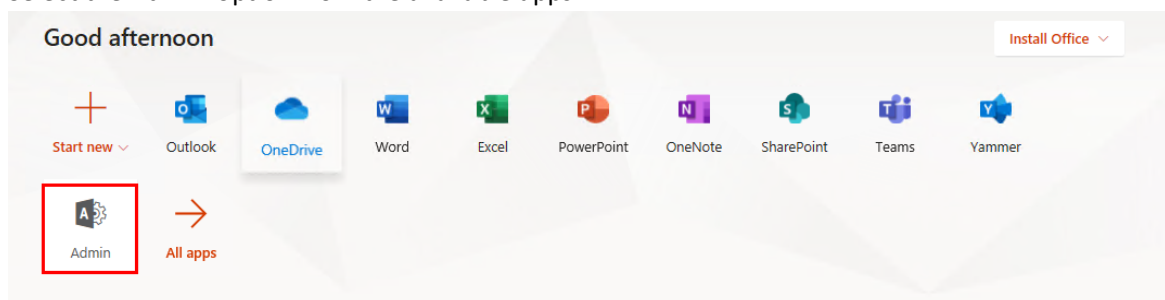 Good afternoon
Install Office
Start new
Outlook
OneDrive
Word
Excel
PowerPoint
OneNote
SharePoint
Teams
Yammer
Admin
All apps